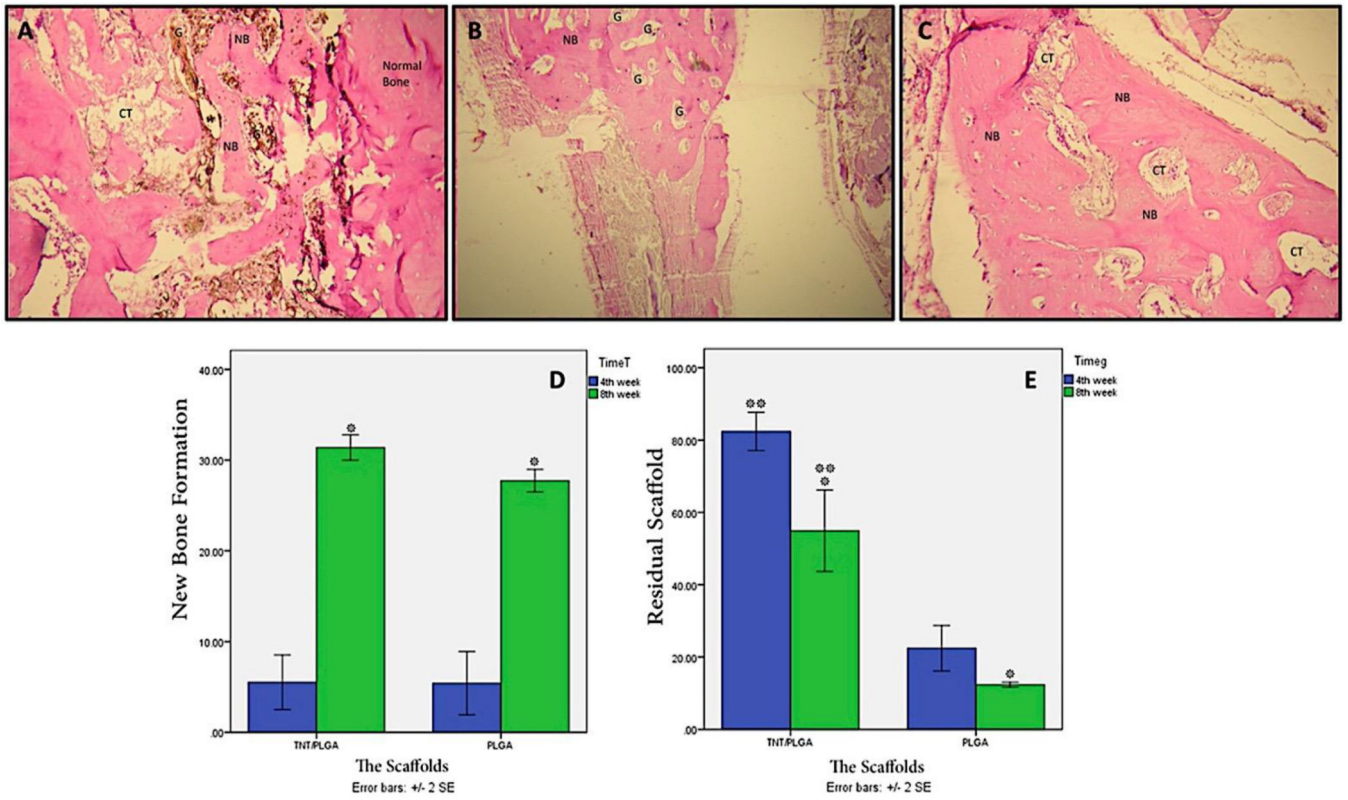 A
G
NB
Normal
Bone
CT
*
NB
G
B
G
NB
G
G
G
C
CT
NB
NB
CT
NB
CT
D
TimeT
4th week
8th week
New Bone Formation
40.00
30.00
20.00
10.00
.00
TNT/PLGA
PLGA
The Scaffolds
Error bars: +/- 2 SE
E
Timeg
4th week
8th week
Residual Scaffold
100.00
80.00
60.00
40.00
20.00
.00
TNT/PLGA
PLGA
The Scaffolds
Error bars: +/- 2 SE